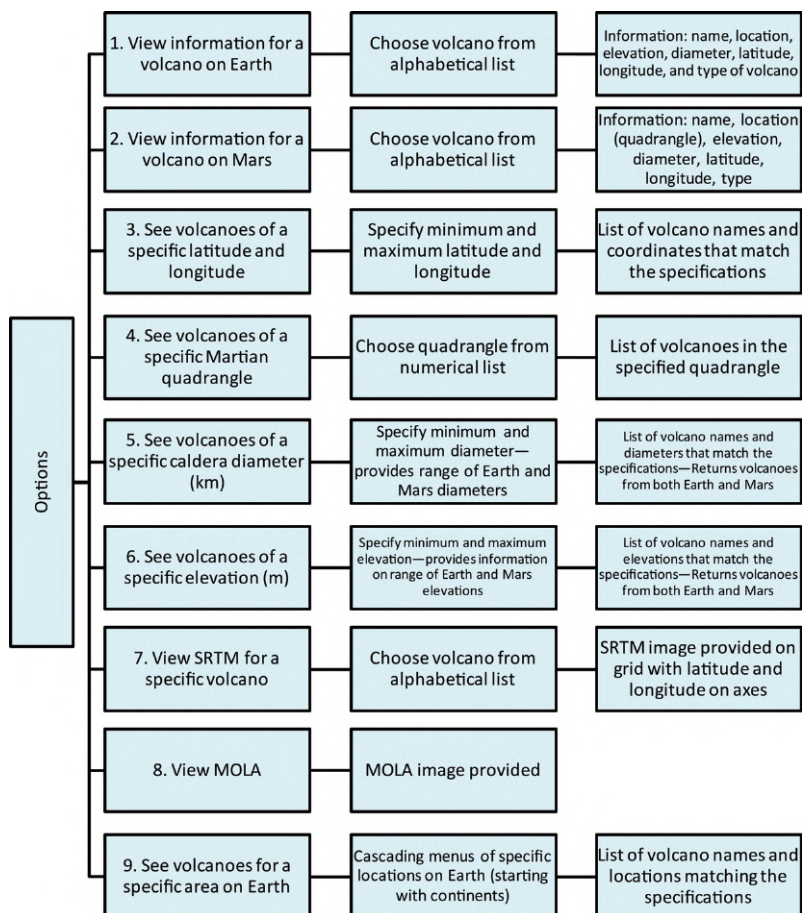 Options
1. View information for a
volcano on Earth
Choose volcano from
alphabetical list
Information: name, location,
elevation, diameter, latitude,
longitude, and type of volcano
2. View information for a
volcano on Mars
Choose volcano from
alphabetical list
Information: name, location
(quadrangle), elevation,
diameter, latitude,
longitude, type
3. See volcanoes of a
specific latitude and
longitude
Specify minimum and
maximum latitude and
longitude
List of volcano names and
coordinates that match
the specifications
4. See volcanoes of a
specific Martian
quadrangle
Choose quadrangle from
numerical list
List of volcanoes in the
specified quadrangle
5. See volcanoes of a
specific caldera diameter
(km)
Specify minimum and
maximum diameter—
provides range of Earth and
Mars diameters
List of volcano names and
diameters that match the
specifications—Returns volcanoes
from both Earth and Mars
6. See volcanoes of a
specific elevation (m)
Specify minimum and maximum
elevation—provides information
on range of Earth and Mars
elevations
List of volcano names and
elevations that match the
specifications—Returns volcanoes
from both Earth and Mars
7. View SRTM for a
specific volcano
Choose volcano from
alphabetical list
SRTM image provided on
grid with latitude and
longitude on axes
8. View MOLA
MOLA image provided
9. See volcanoes for a
specific area on Earth
Cascading menus of specific
locations on Earth (starting
with continents)
List of volcano names and
locations matching the
specifications